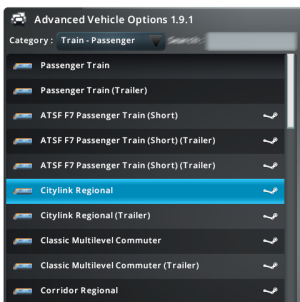 Advanced Vehicle Options 1.9.1
Category : Train - Passenger Search:
Passenger Train
Passenger Train (Trailer)
ATSF F7 Passenger Train (Short)
ATSF F7 Passenger Train (Short) (Trailer)
ATSF F7 Passenger Train (Short) (Trailer)
Citylink Regional
Citylink Regional (Trailer)
Classic Multilevel Commuter
Classic Multilevel Commuter (Trailer)
Corridor Regional